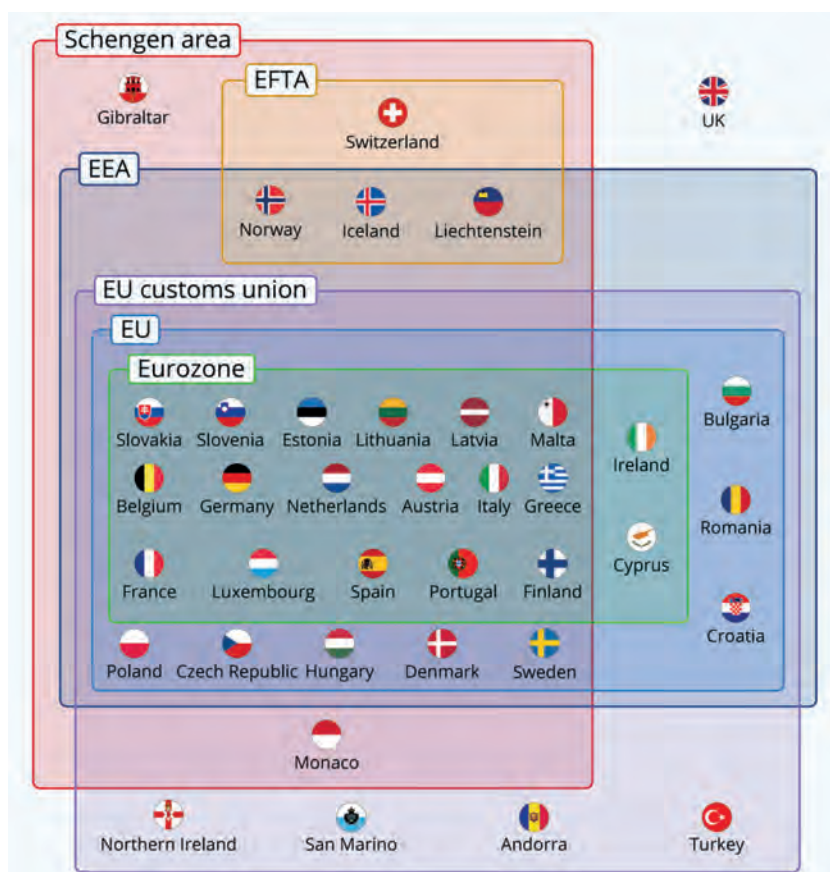 Schengen area
EFTA
Gibraltar
Switzerland
UK
EEA
Norway Iceland Liechtenstein
EU customs union
EU
Eurozone
Slovakia Slovenia Estonia Lithuania Latvia Malta
Bulgaria
Ireland
Belgium Germany Netherlands Austria Italy Greece
Romania
Cyprus
France Luxembourg Spain Portugal Finland
Croatia
Poland Czech Republic Hungary Denmark Sweden
Monaco
Northern Ireland San Marino Andorra Turkey